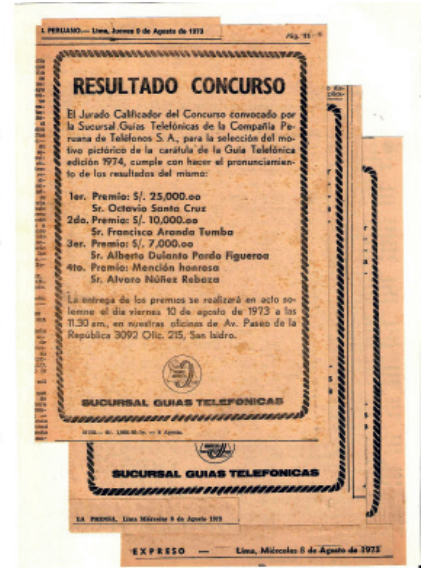 L PERUANO.— Lima, Jueves 9 de Agosto de 1973
RESULTADO CONCURSO
El Jurado Calificador del Concurso convocado por
la Sucursal Guías Telefónicas de la Compañía Pe-
ruana de Teléfonos S. A., para la selección del mo-
tivo pictórico de la carátula de la Guía Telefónica
edición 1974, cumple con hacer el pronunciamien-
to de los resultados del mismo:
1er. Premio: S/. 25,000.oo
Sr. Octavio Santa Cruz
2do. Premio: S/. 10,000.oo
Sr. Francisco Aranda Tumba
3er. Premio: S/. 7,000.oo
Sr. Alberto Dulanto Pardo Figueroa
4to. Premio: Mención honrosa
Sr. Alvaro Núñez Rebaza
La entrega de los premios se realizará en acto so-
lemne el día viernes 10 de agosto de 1973 a las
11.30 am., en nuestras oficinas de Av. Paseo de la
República 3092 Ofic. 215, San Isidro.
SUCURSAL GUIAS TELEFONICAS
SUCURSAL GUIAS TELEFONICAS
LA PRENSA, Lima Miércoles 8 de Agosto 1973
EXPRESO — Lima, Miércoles 8 de Agosto de 1973